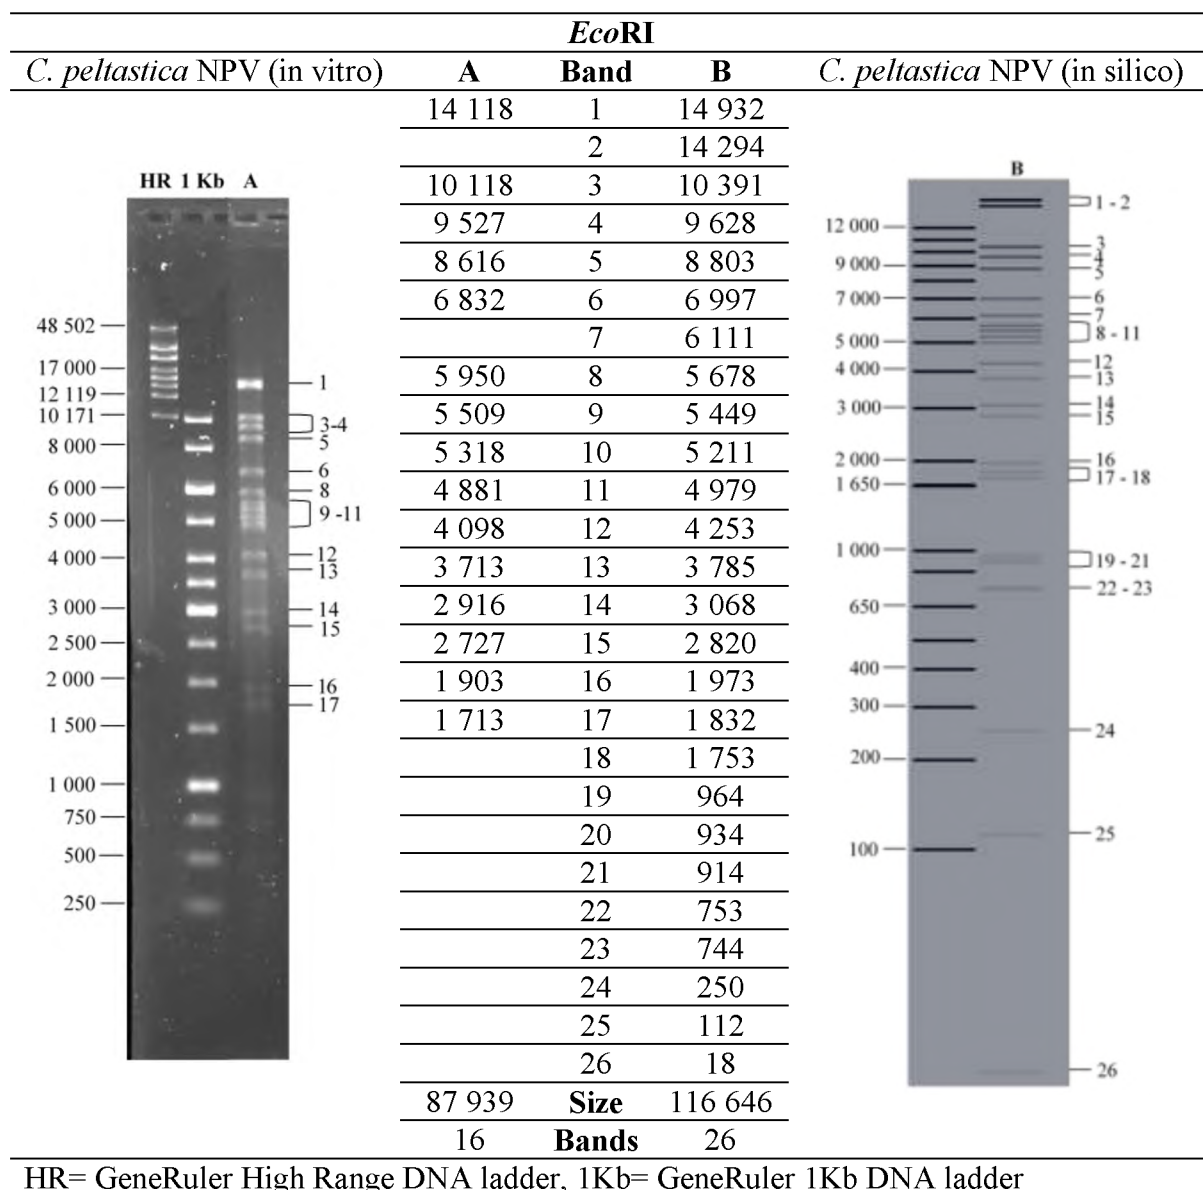 EcoRI
C. peltastica NPV (in vitro) A Band B C. peltastica NPV (in silico)
14 118 1 14 932
2 14 294
10 118 3 10 391
9 527 4 9 628
8 616 5 8 803
6 832 6 6 997
7 6 111
5 950 8 5 678
5 509 9 5 449
5 318 10 5 211
4 881 11 4 979
4 098 12 4 253
3 713 13 3 785
2 916 14 3 068
2 727 15 2 820
1 903 16 1 973
1 713 17 1 832
18 1 753
19 964
20 934
21 914
22 753
23 744
24 250
25 112
26 18
87 939 Size 116 646
16 Bands 26
HR 1 Kb A
48 502
17 000
12 119
10 171
8 000
6 000
5 000
4 000
3 000
2 500
2 000
1 500
1 000
750
500
250
1
3-4
5
6
8
9 -11
12
13
14
15
16
17
B
12 000
9 000
7 000
5 000
4 000
3 000
2 000
1 650
1 000
650
400
300
200
100
1 - 2
3
4
5
6
7
8 - 11
12
13
14
15
16
17 - 18
19 - 21
22 - 23
24
25
26
HR= GeneRuler High Range DNA ladder, 1Kb= GeneRuler 1Kb DNA ladder